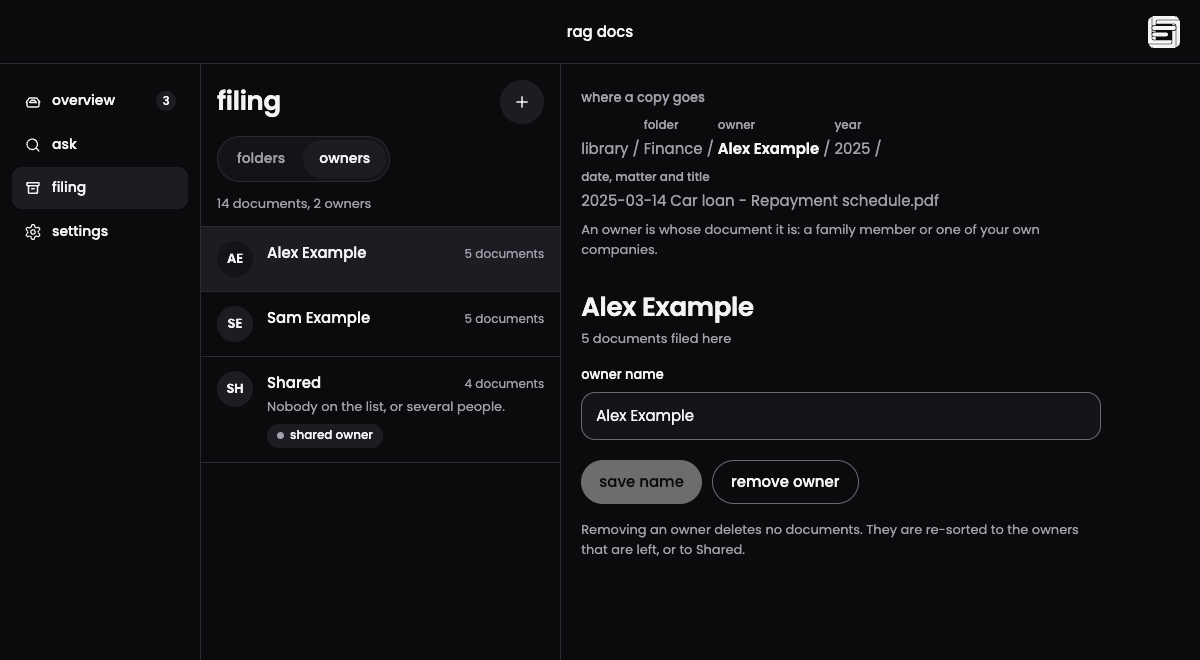 rag docs
overview 3
ask
filing
settings
filing
+
folders owners
14 documents, 2 owners
AE Alex Example 5 documents
SE Sam Example 5 documents
SH Shared 4 documents
Nobody on the list, or several people.
shared owner
where a copy goes
folder owner year
library / Finance / Alex Example / 2025 /
date, matter and title
2025-03-14 Car loan - Repayment schedule.pdf
An owner is whose document it is: a family member or one of your own
companies.
Alex Example
5 documents filed here
owner name
Alex Example
save name remove owner
Removing an owner deletes no documents. They are re-sorted to the owners
that are left, or to Shared.